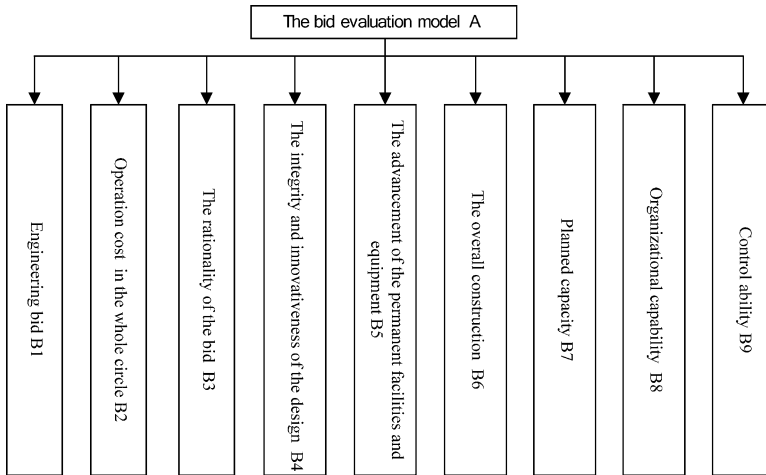 The bid evaluation model A
Engineering bid B1
Operation cost in the whole circle B2
The rationality of the bid B3
The integrity and innovativeness of the design B4
The advancement of the permanent facilities and
equipment B5
The overall construction B6
Planned capacity B7
Organizational capability B8
Control ability B9